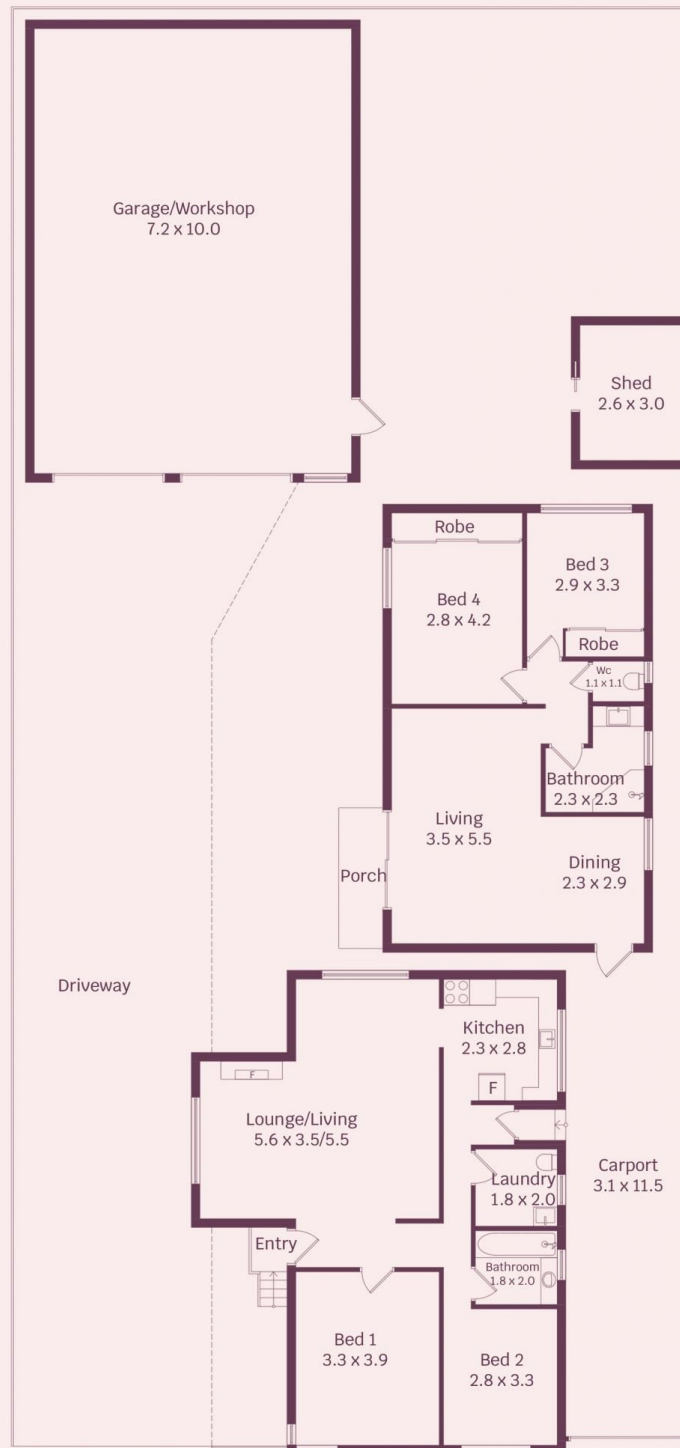 Garage/Workshop
7.2 x 10.0
Shed
2.6 x 3.0
Robe
Bed 3
2.9 x 3.3
Bed 4
2.8 x 4.2
Robe
Wc
1.1 x 1.1
Bathroom
2.3 x 2.3
Living
3.5 x 5.5
Dining
2.3 x 2.9
Porch
Driveway
Kitchen
2.3 x 2.8
F
F
Lounge/Living
5.6 x 3.5/5.5
Laundry
1.8 x 2.0
Carport
3.1 x 11.5
Entry
Bathroom
1.8 x 2.0
Bed 1
3.3 x 3.9
Bed 2
2.8 x 3.3